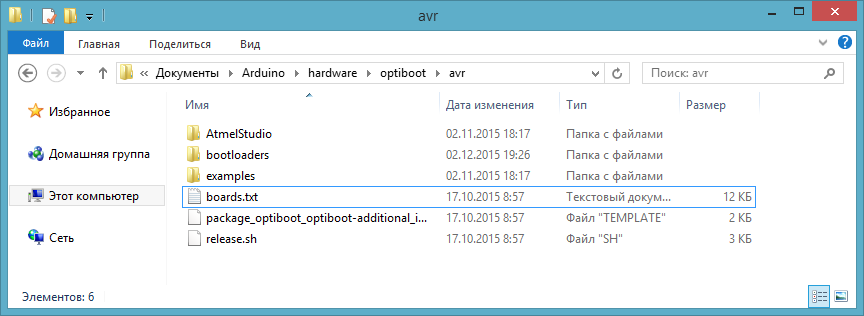 avr
Файл Главная Поделиться Вид
« Документы Arduino hardware optiboot avr Поиск: avr
Избранное
Домашняя группа
Этот компьютер
Сеть
Имя Дата изменения Тип Размер
AtmelStudio 02.11.2015 18:17 Папка с файлами
bootloaders 02.12.2015 19:26 Папка с файлами
examples 02.11.2015 18:17 Папка с файлами
boards.txt 17.10.2015 8:57 Текстовый докум... 12 КБ
package_optiboot_optiboot-additional_i... 17.10.2015 8:57 Файл "TEMPLATE" 2 КБ
release.sh 17.10.2015 8:57 Файл "SH" 3 КБ
Элементов: 6